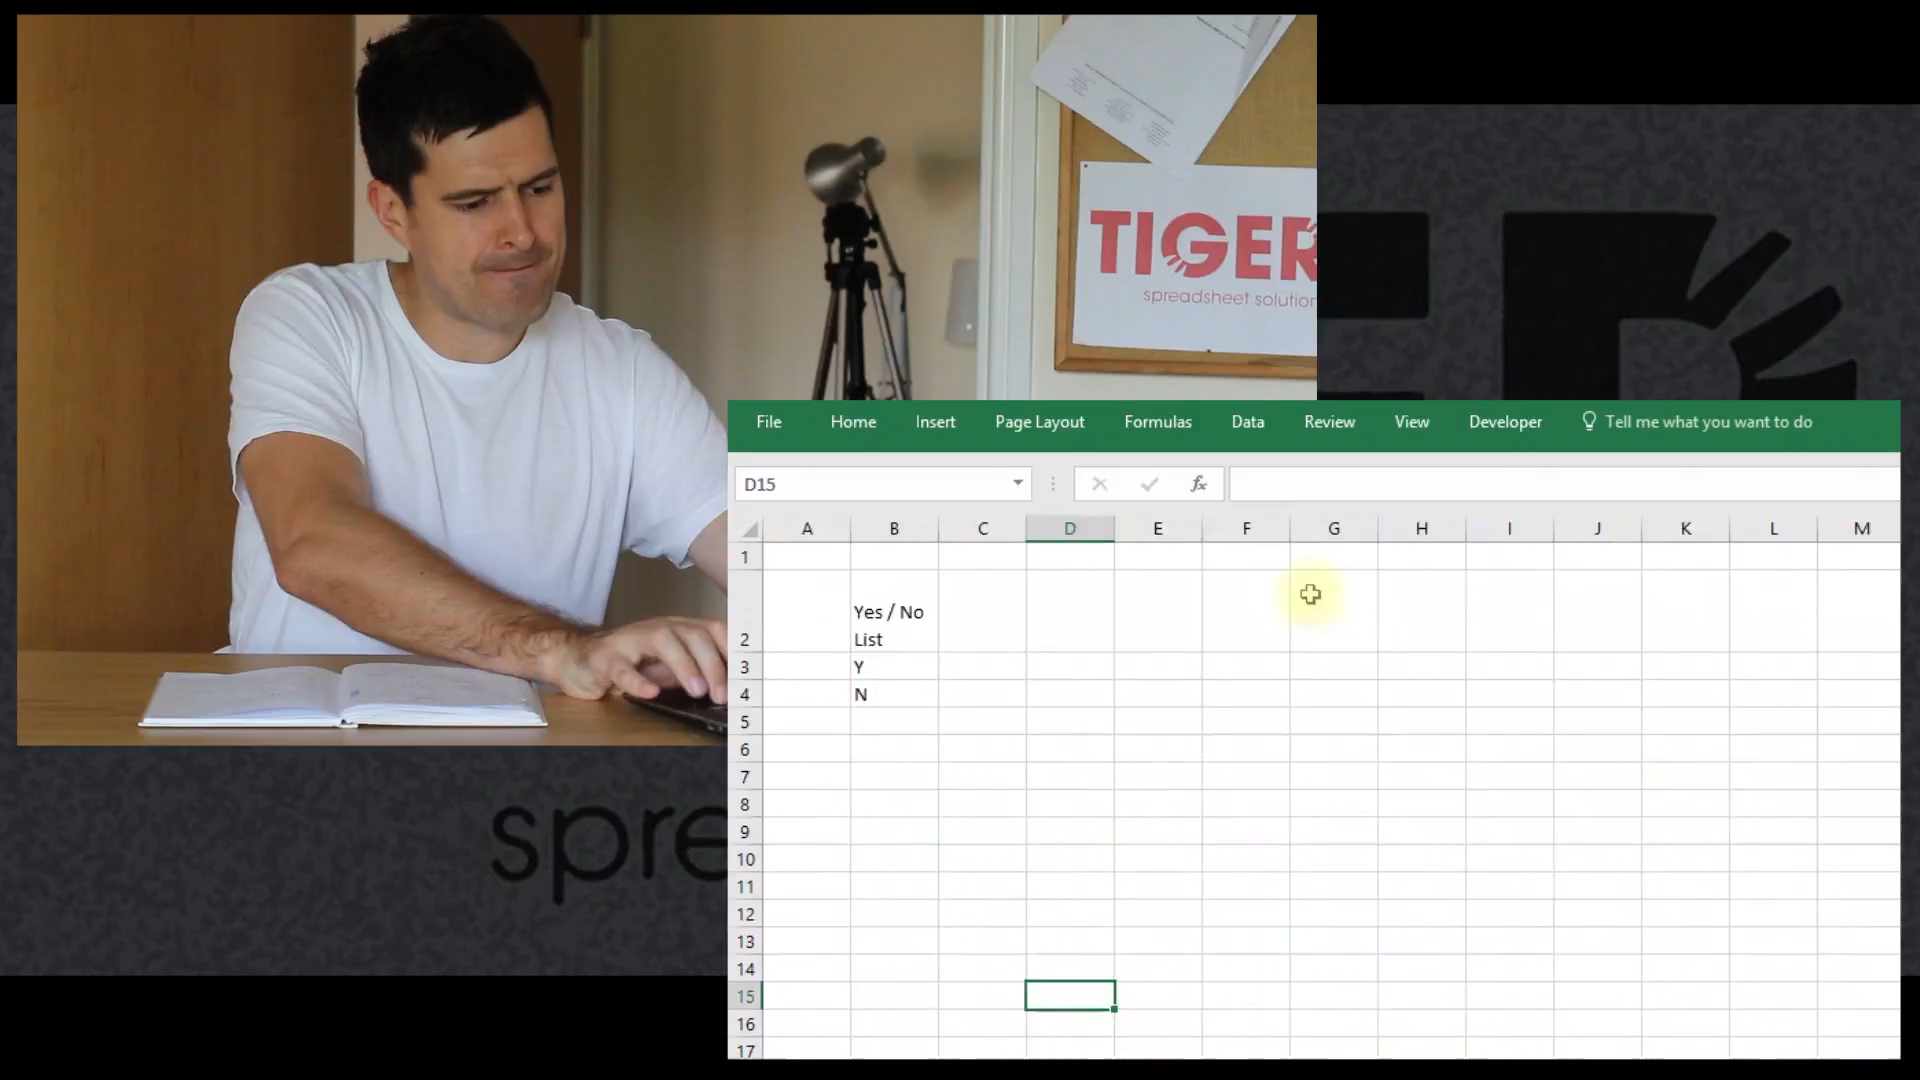 TIGER
spreadsheet solution
spre
File Home Insert Page Layout Formulas Data Review View Developer Tell me what you want to do
D15 fx
A B C D E F G H I J K L M
1
Yes / No
2 List
3 Y
4 N
5
6
7
8
9
10
11
12
13
14
15
16
17